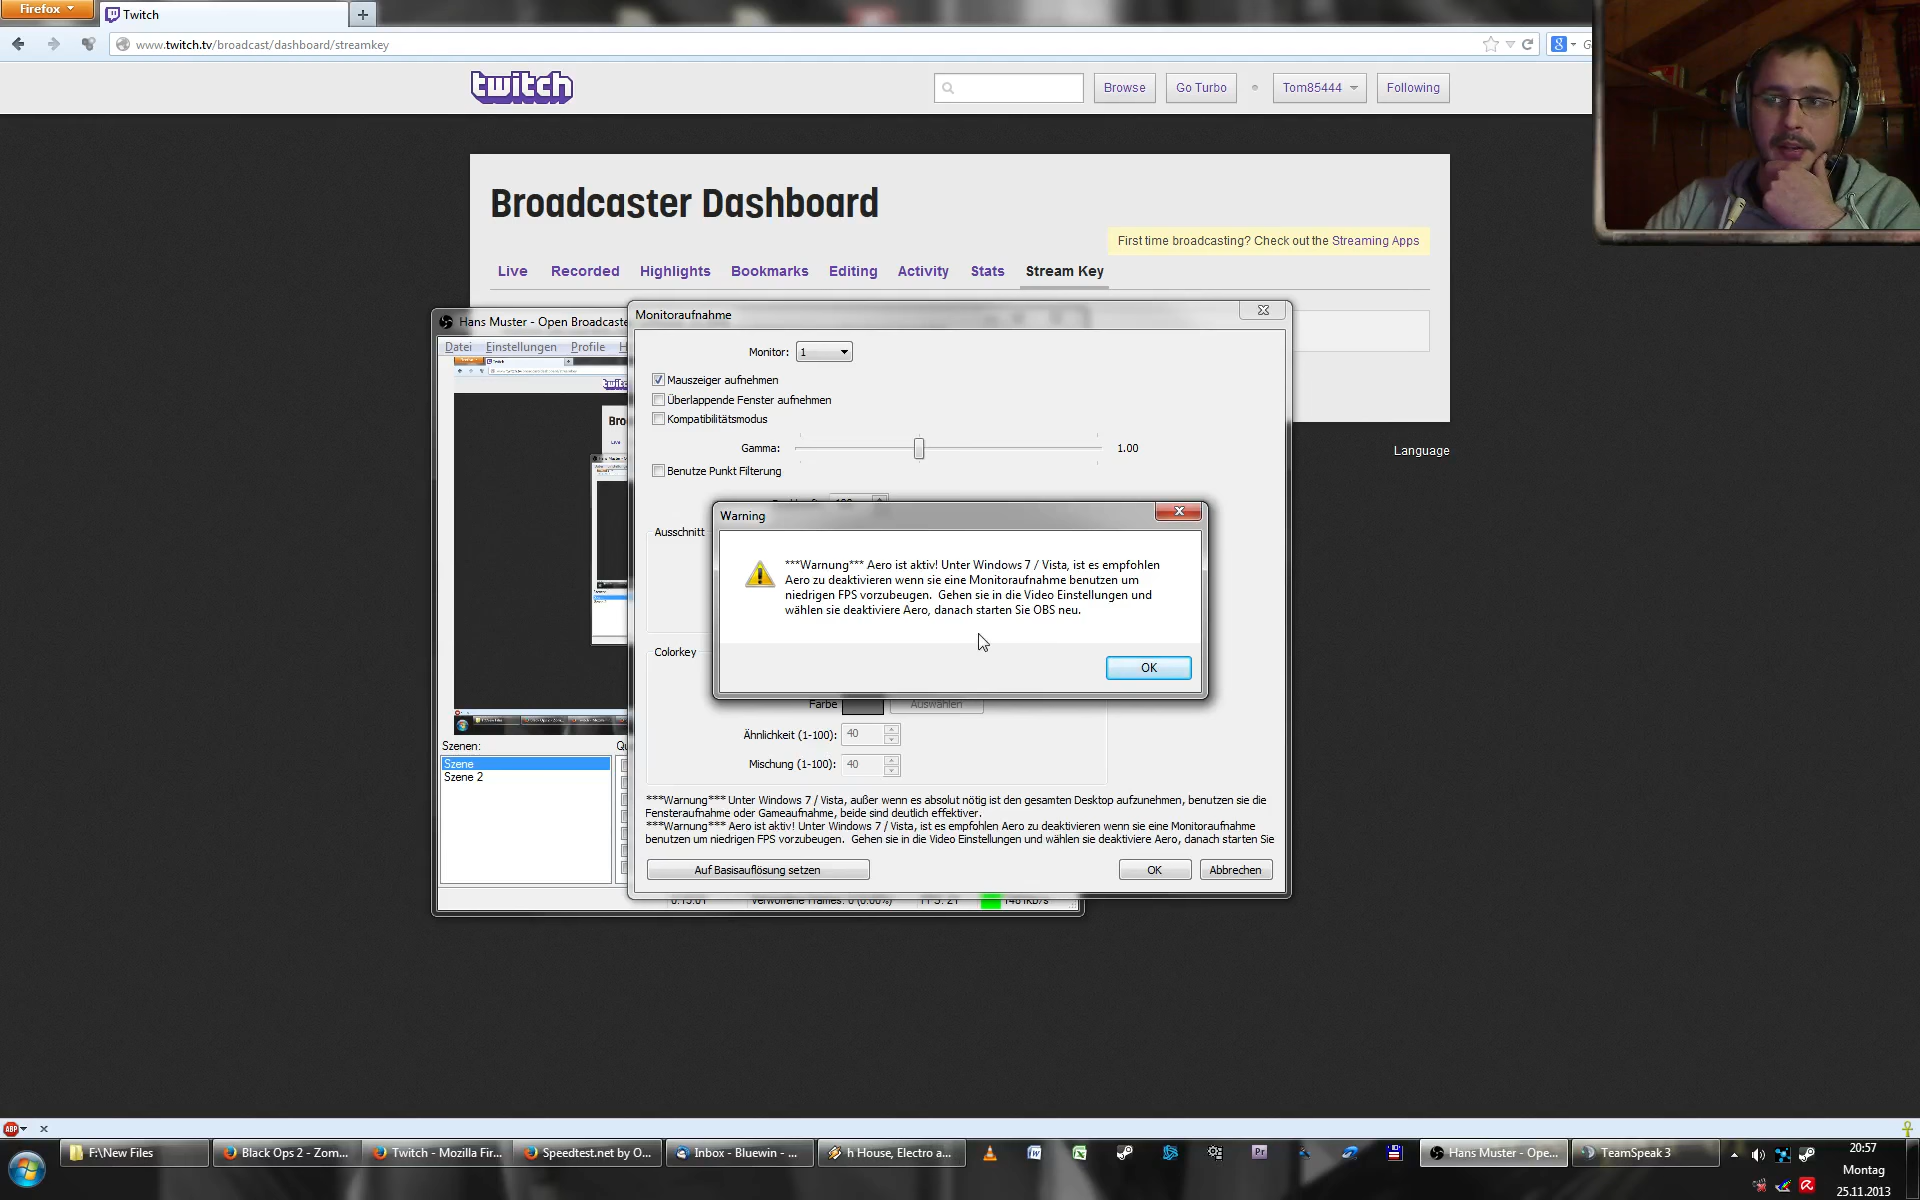 Firefox
Twitch
www.twitch.tv/broadcast/dashboard/streamkey
twitch
Browse
Go Turbo
Tom85444
Following
Broadcaster Dashboard
First time broadcasting? Check out the Streaming Apps
Live
Recorded
Highlights
Bookmarks
Editing
Activity
Stats
Stream Key
Hans Muster - Open Broadcaste
Datei
Einstellungen
Profile
Monitoraufnahme
Monitor:
1
Mauszeiger aufnehmen
Überlappende Fenster aufnehmen
Kompatibilitätsmodus
Gamma:
1.00
Benutze Punkt Filterung
Language
Ausschnitt
Warning
***Warnung*** Aero ist aktiv! Unter Windows 7 / Vista, ist es empfohlen
Aero zu deaktivieren wenn sie eine Monitoraufnahme benutzen um
niedrigen FPS vorzubeugen.  Gehen sie in die Video Einstellungen und
wählen sie deaktiviere Aero, danach starten Sie OBS neu.
OK
Colorkey
Farbe
Auswählen
Ähnlichkeit (1-100):
40
Mischung (1-100):
40
Szenen:
Szene
Szene 2
***Warnung*** Unter Windows 7 / Vista, außer wenn es absolut nötig ist den gesamten Desktop aufzunehmen, benutzen sie die
Fensteraufnahme oder Gameaufnahme, beide sind deutlich effektiver.
***Warnung*** Aero ist aktiv! Unter Windows 7 / Vista, ist es empfohlen Aero zu deaktivieren wenn sie eine Monitoraufnahme
benutzen um niedrigen FPS vorzubeugen.  Gehen sie in die Video Einstellungen und wählen sie deaktiviere Aero, danach starten Sie
Auf Basisauflösung setzen
OK
Abbrechen
Verworfene Frames: 0 (0.00%)
ABP
F:\New Files
Black Ops 2 - Zom...
Twitch - Mozilla Fir...
Speedtest.net by O...
Inbox - Bluewin - ...
h House, Electro a...
Pr
Hans Muster - Ope...
TeamSpeak 3
20:57
Montag
25.11.2013